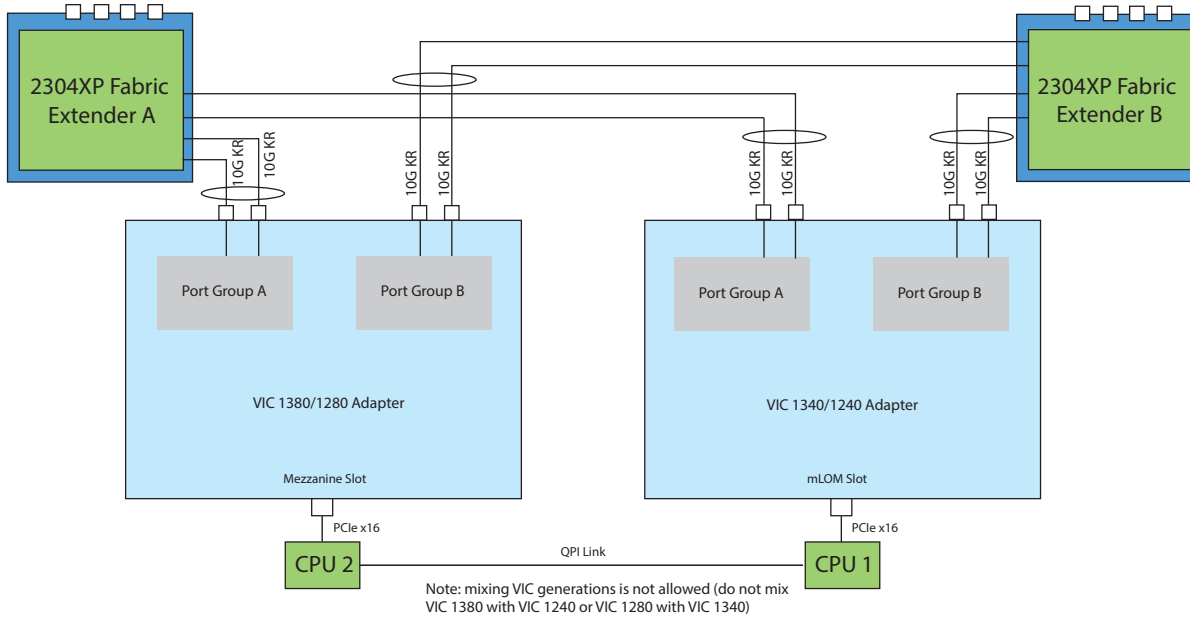 2304XP Fabric
Extender A
2304XP Fabric
Extender B
10G KR
10G KR
10G KR
10G KR
10G KR
10G KR
10G KR
10G KR
Port Group A
Port Group B
Port Group A
Port Group B
VIC 1380/1280 Adapter
VIC 1340/1240 Adapter
Mezzanine Slot
mLOM Slot
PCIe x16
PCIe x16
CPU 2
QPI Link
CPU 1
Note: mixing VIC generations is not allowed (do not mix
VIC 1380 with VIC 1240 or VIC 1280 with VIC 1340)